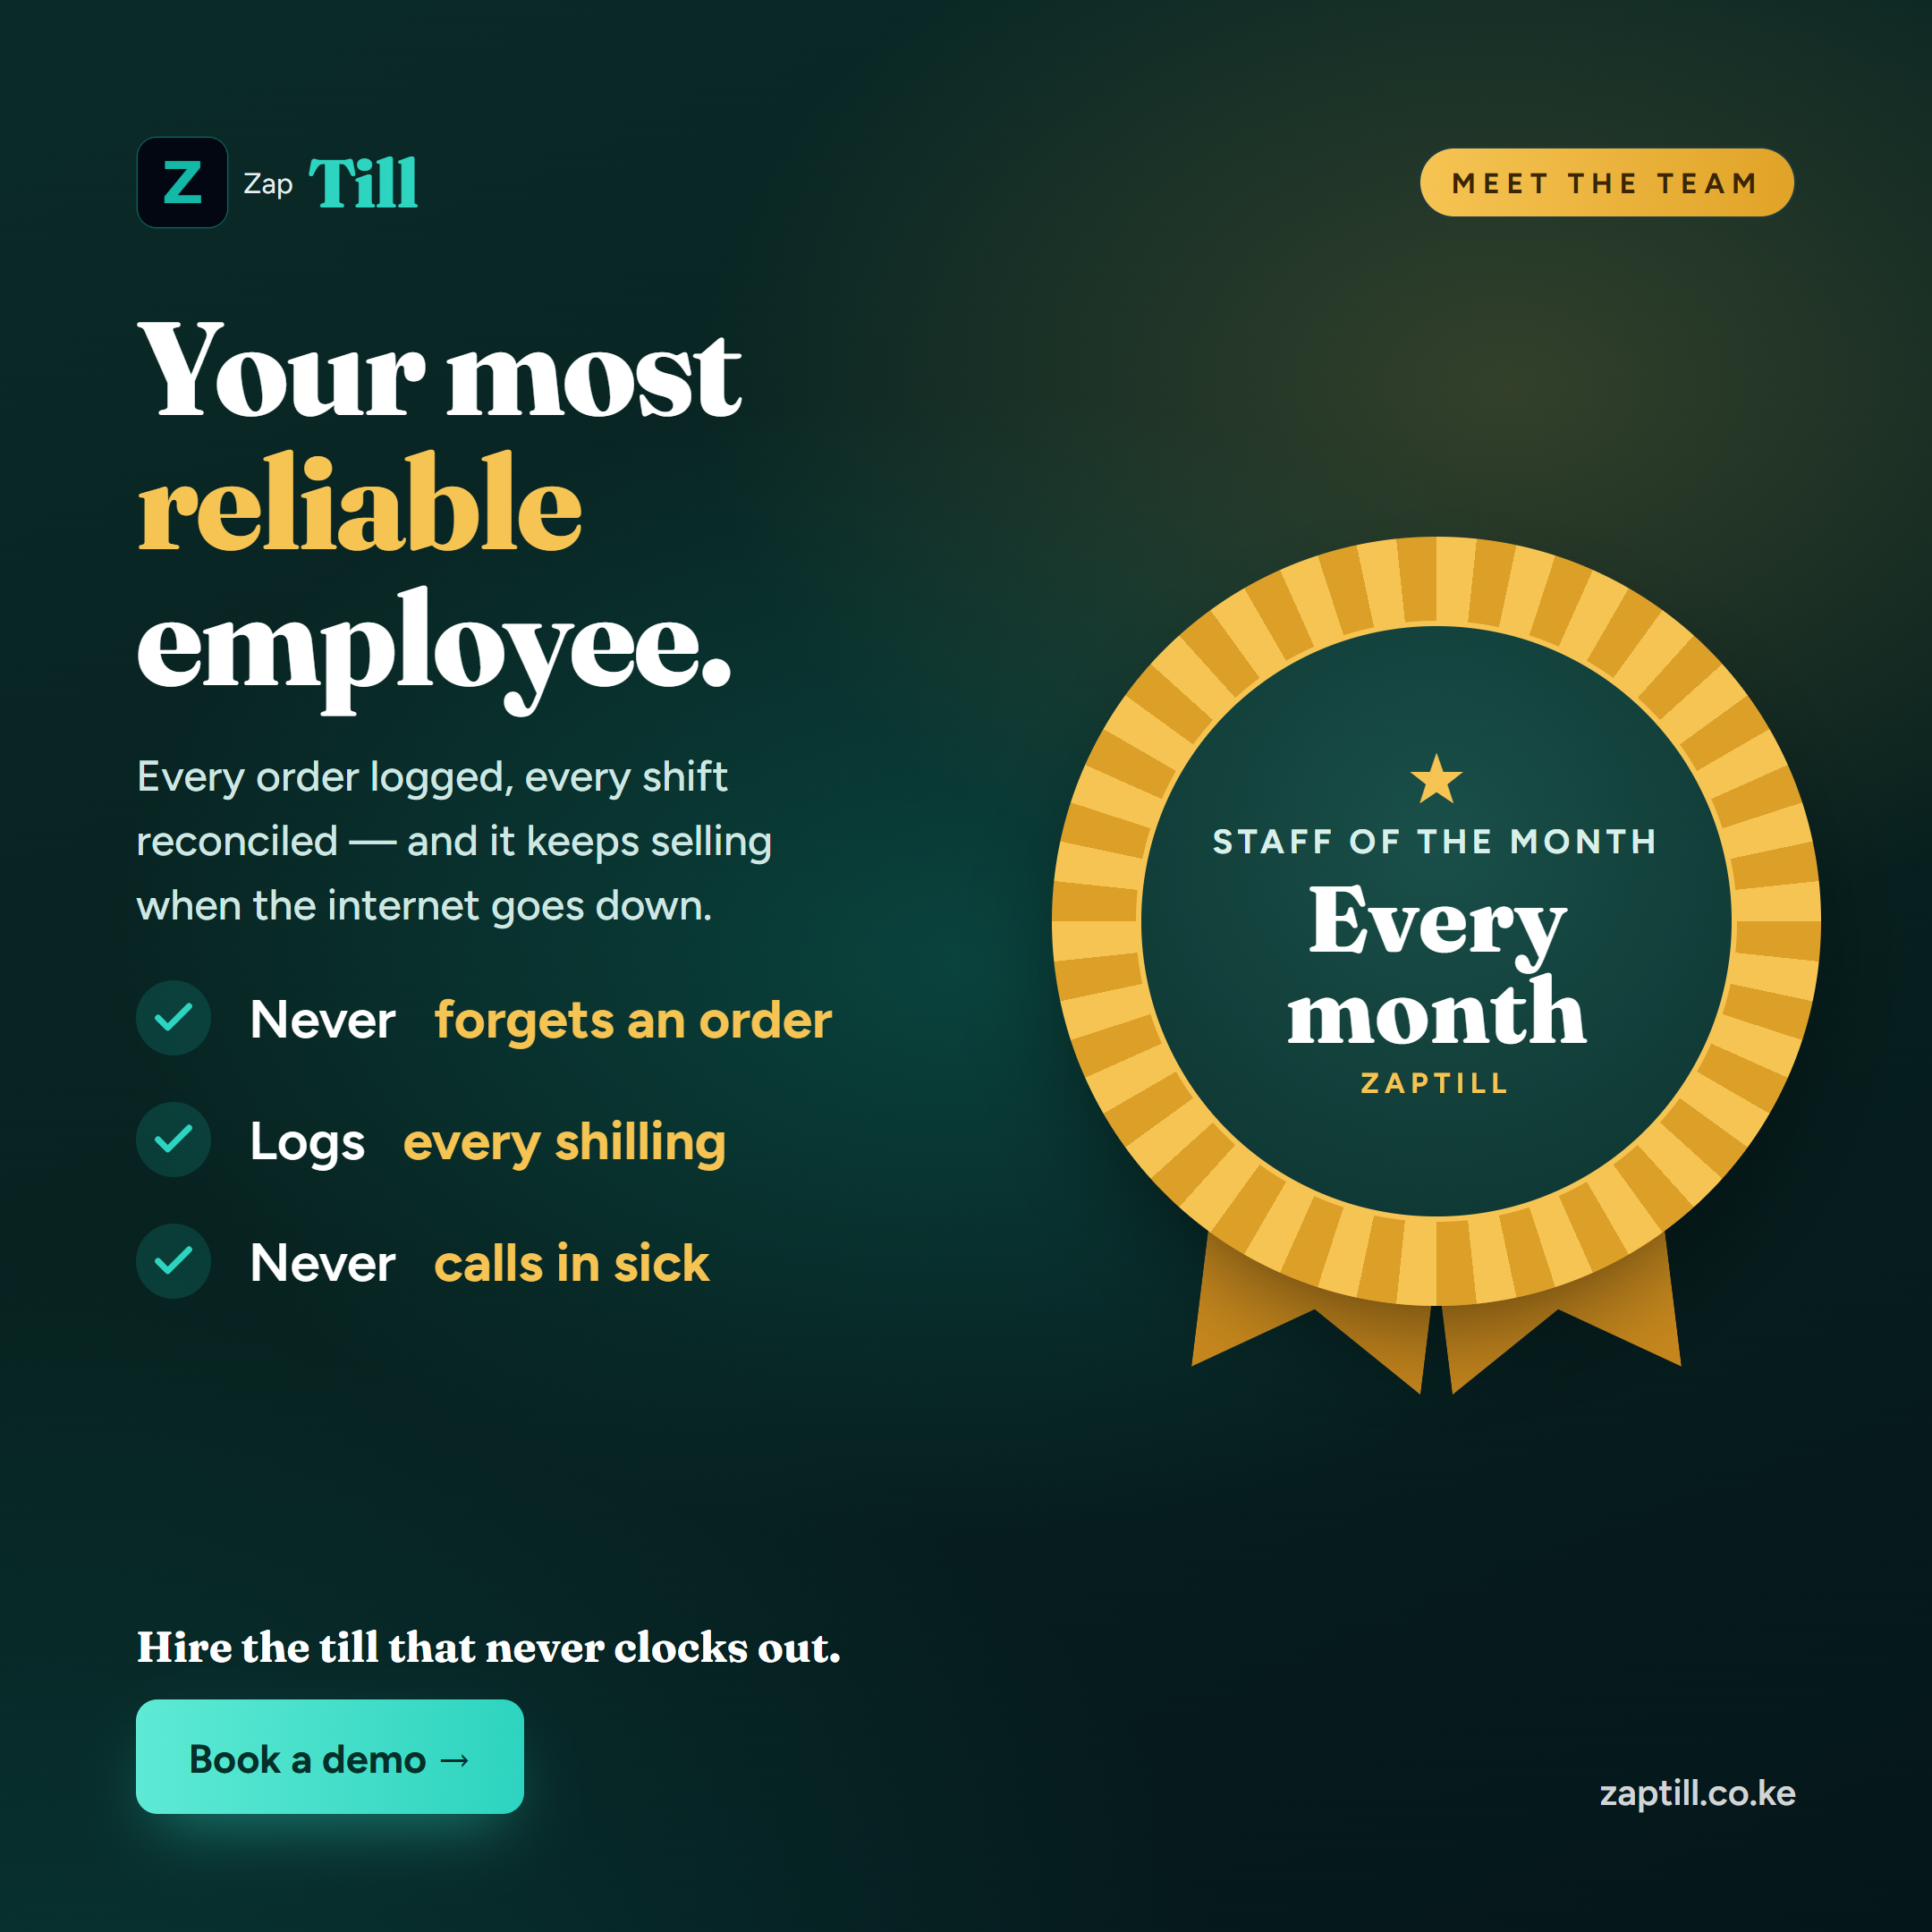 Z Zap Till
MEET THE TEAM
Your most
reliable
employee.
Every order logged, every shift
reconciled — and it keeps selling
when the internet goes down.
Never forgets an order
Logs every shilling
Never calls in sick
STAFF OF THE MONTH
Every
month
ZAPTILL
Hire the till that never clocks out.
Book a demo →
zaptill.co.ke